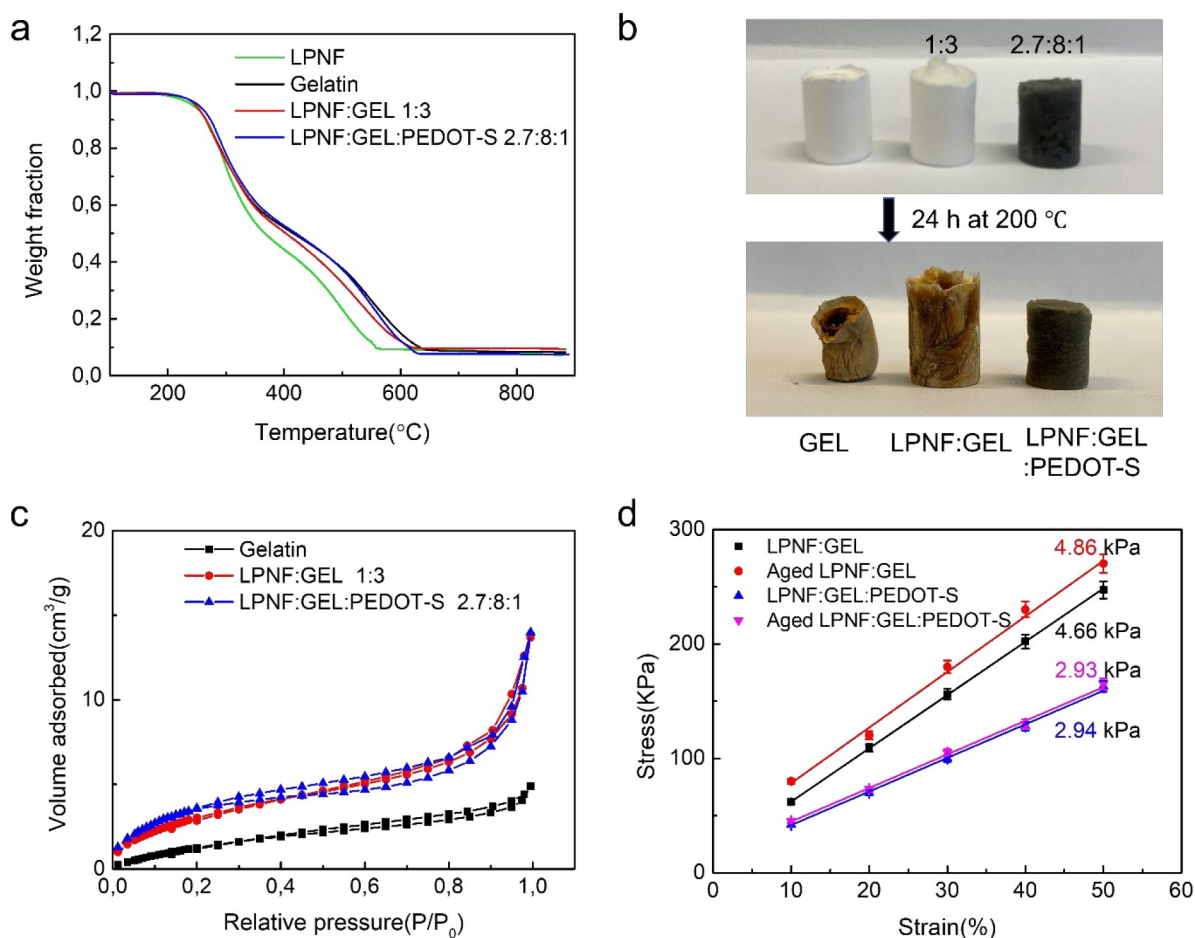 a
1,2
1,0
0,8
0,6
0,4
0,2
0,0
Weight fraction
LPNF
Gelatin
LPNF:GEL 1:3
LPNF:GEL:PEDOT-S 2.7:8:1
200
400
600
800
Temperature(°C)
b
1:3
2.7:8:1
24 h at 200 ℃
GEL
LPNF:GEL
LPNF:GEL
:PEDOT-S
c
20
10
0
Volume adsorbed(cm³/g)
Gelatin
LPNF:GEL 1:3
LPNF:GEL:PEDOT-S 2.7:8:1
0,0
0,2
0,4
0,6
0,8
1,0
Relative pressure(P/P₀)
d
300
200
100
0
Stress(KPa)
LPNF:GEL
Aged LPNF:GEL
LPNF:GEL:PEDOT-S
Aged LPNF:GEL:PEDOT-S
4.86 kPa
4.66 kPa
2.93 kPa
2.94 kPa
0
10
20
30
40
50
60
Strain(%)